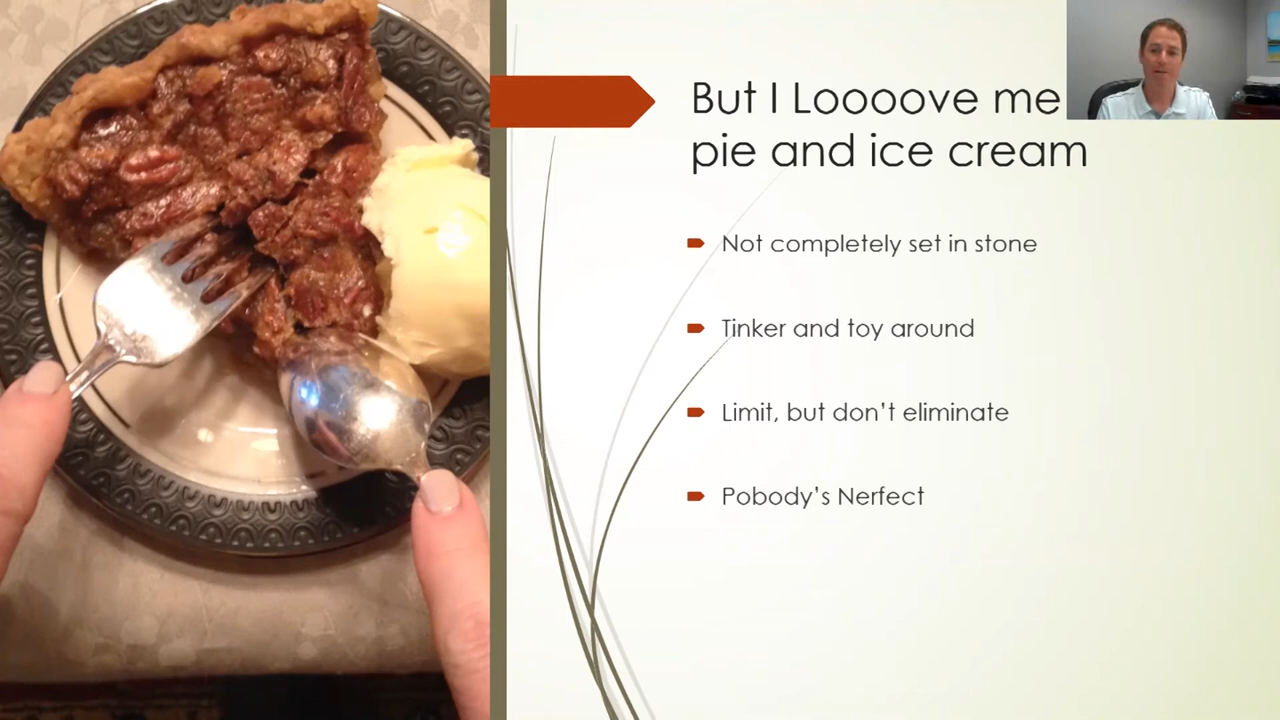 But I Loooove me
pie and ice cream
Not completely set in stone
Tinker and toy around
Limit, but don't eliminate
Pobody's Nerfect